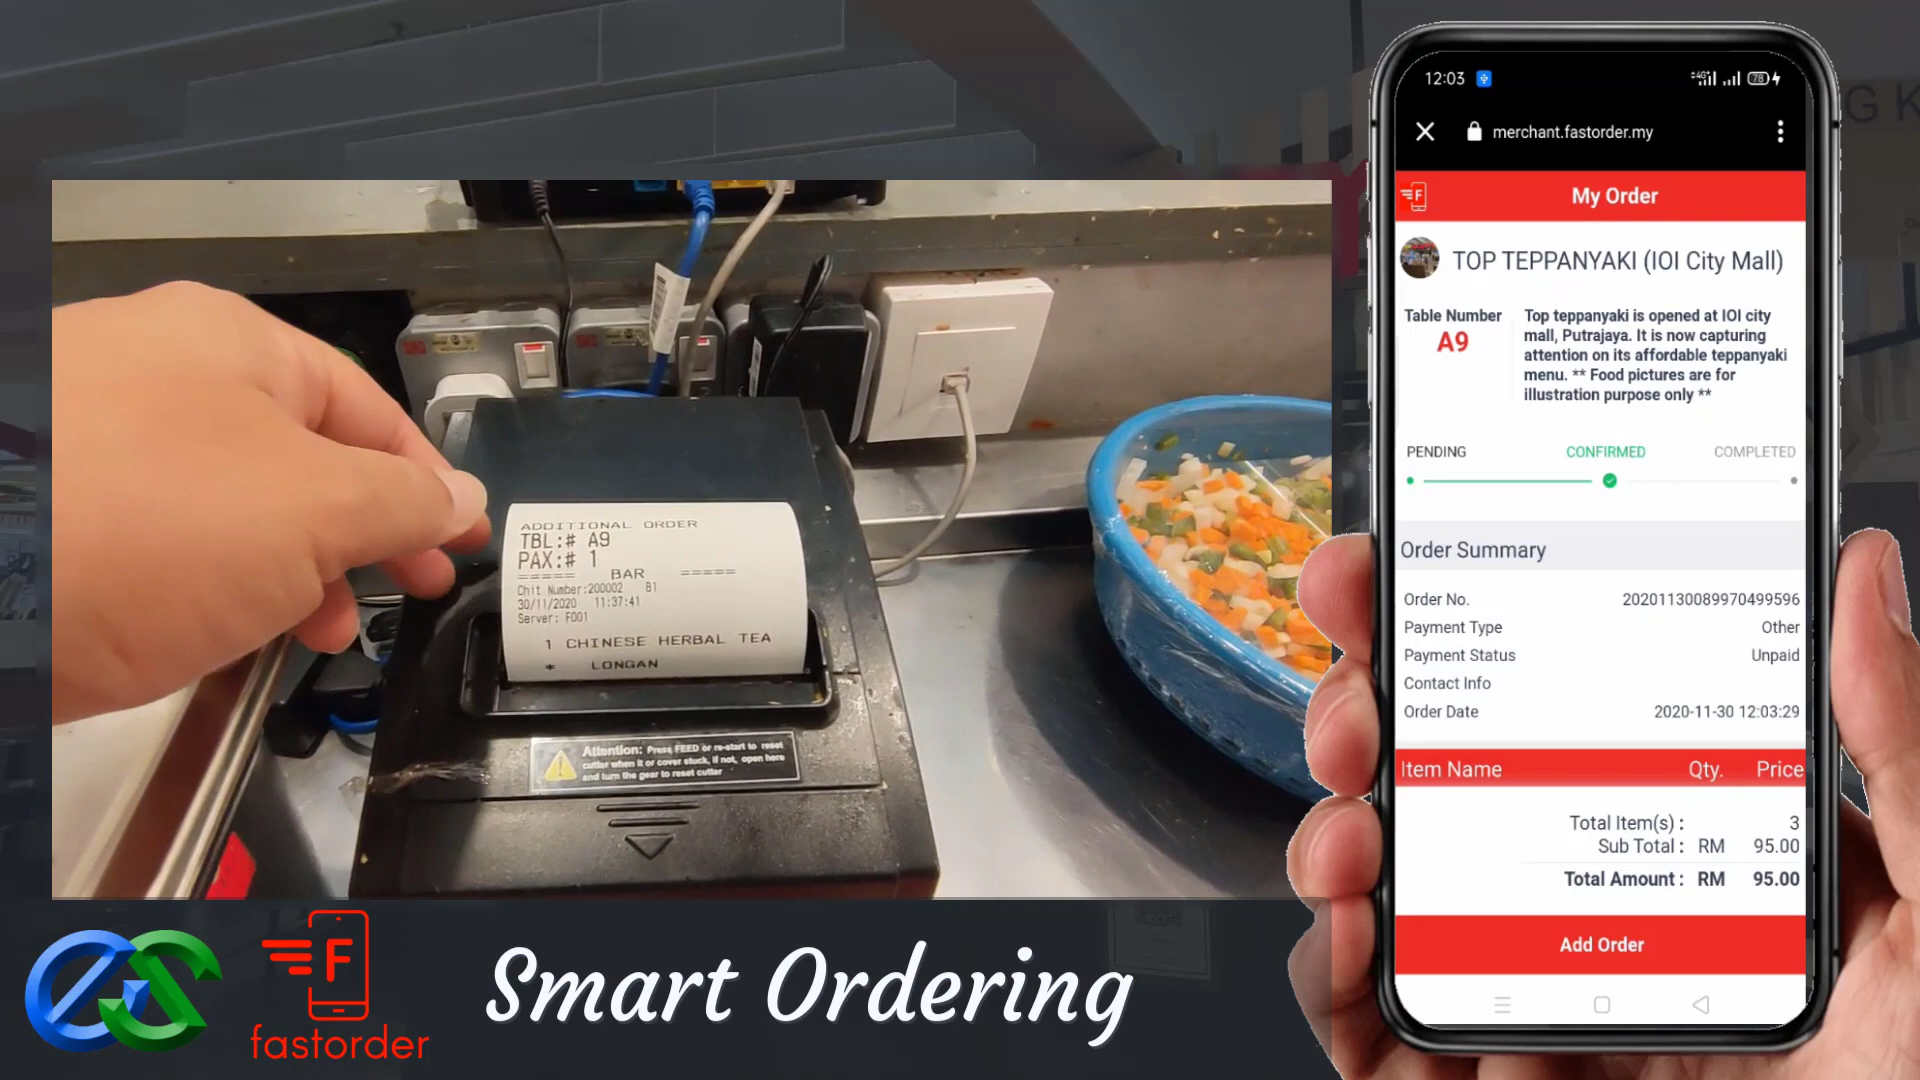 ADDITIONAL ORDER
TBL:# A9
PAX:# 1
===== BAR =====
Chit Number:200002 B1
30/11/2020 11:37:41
Server: F001
1 CHINESE HERBAL TEA
* LONGAN
Attention: Press FEED or re-start to reset
cutter when it or cover stuck, if not, open here
and turn the gear to reset cutter
F
fastorder
Smart Ordering
12:03
4G+
78
merchant.fastorder.my
F
My Order
TOP TEPPANYAKI (IOI City Mall)
Table Number
A9
Top teppanyaki is opened at IOI city
mall, Putrajaya. It is now capturing
attention on its affordable teppanyaki
menu. ** Food pictures are for
illustration purpose only **
PENDING CONFIRMED COMPLETED
Order Summary
Order No. 20201130089970499596
Payment Type Other
Payment Status Unpaid
Contact Info
Order Date 2020-11-30 12:03:29
Item Name Qty. Price
Total Item(s) : 3
Sub Total : RM 95.00
Total Amount : RM 95.00
Add Order
G K